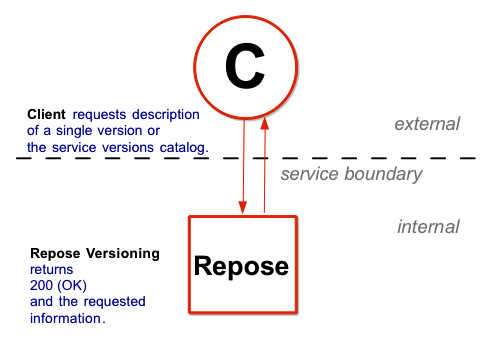 C
Client requests description
of a single version or
the service versions catalog.
external
service boundary
internal
Repose Versioning
returns
200 (OK)
and the requested
information.
Repose